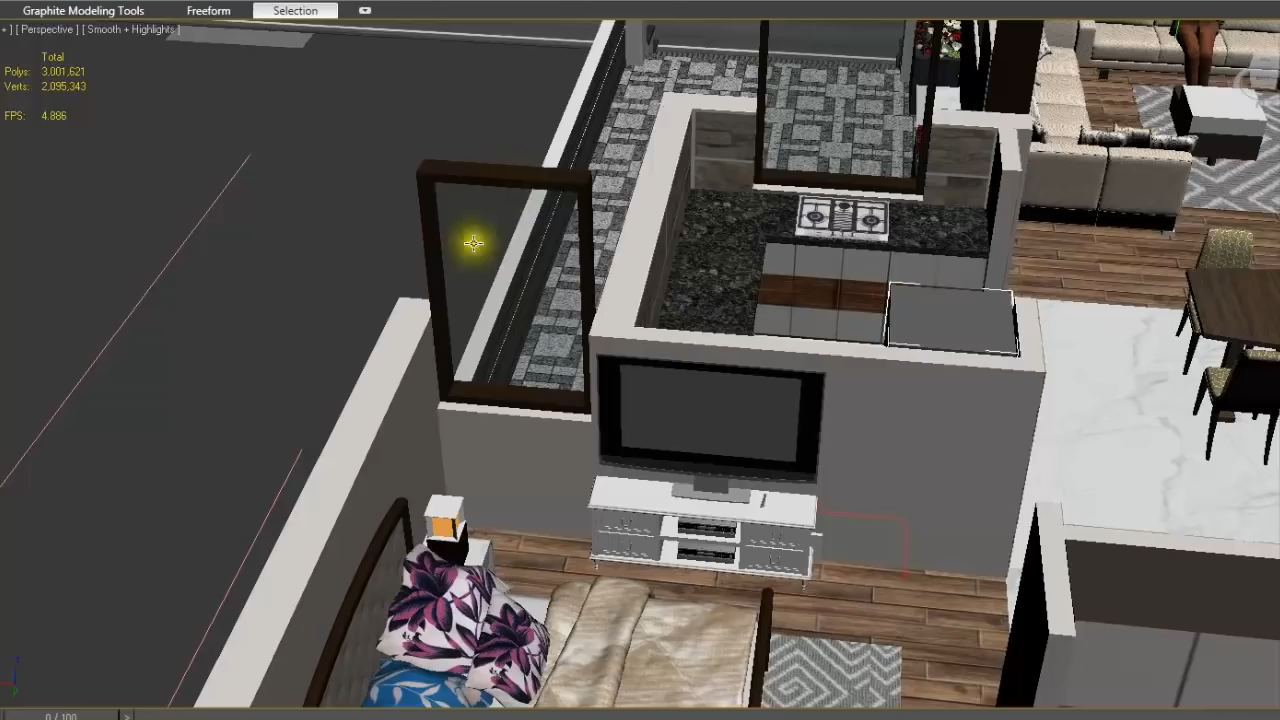 Graphite Modeling Tools Freeform Selection
+ ] [ Perspective ] [ Smooth + Highlights ]
Total
Polys: 3,001,621
Verts: 2,095,343
FPS: 4.886
0 / 100 >